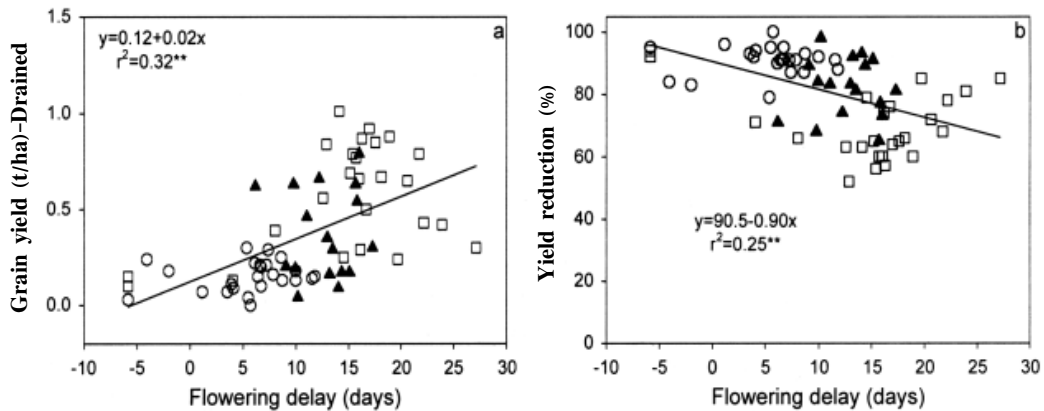 a
y=0.12+0.02x
r²=0.32**
Grain yield (t/ha)-Drained
1.5
1.0
0.5
0.0
-10 -5 0 5 10 15 20 25 30
Flowering delay (days)
b
y=90.5-0.90x
r²=0.25**
Yield reduction (%)
100
80
60
40
20
0
-10 -5 0 5 10 15 20 25 30
Flowering delay (days)